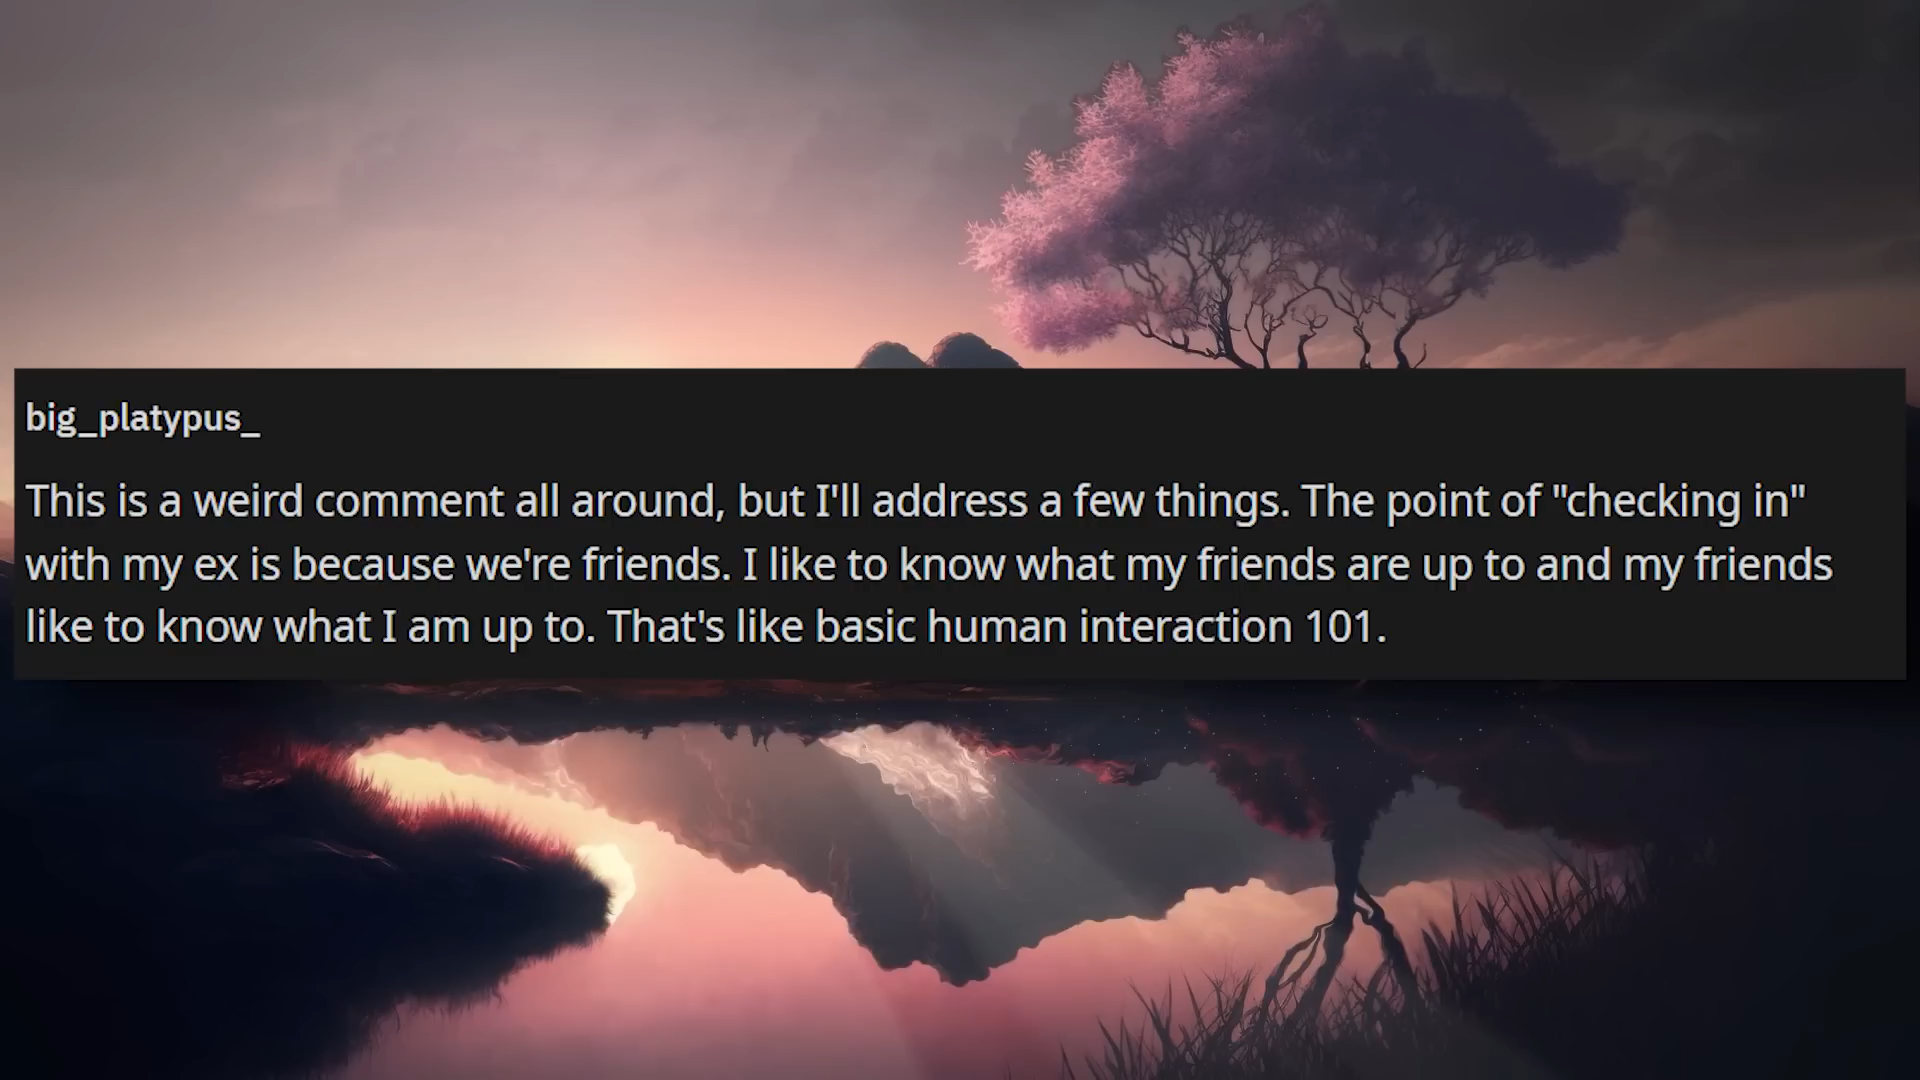 big_platypus_
This is a weird comment all around, but I'll address a few things. The point of "checking in"
with my ex is because we're friends. I like to know what my friends are up to and my friends
like to know what I am up to. That's like basic human interaction 101.